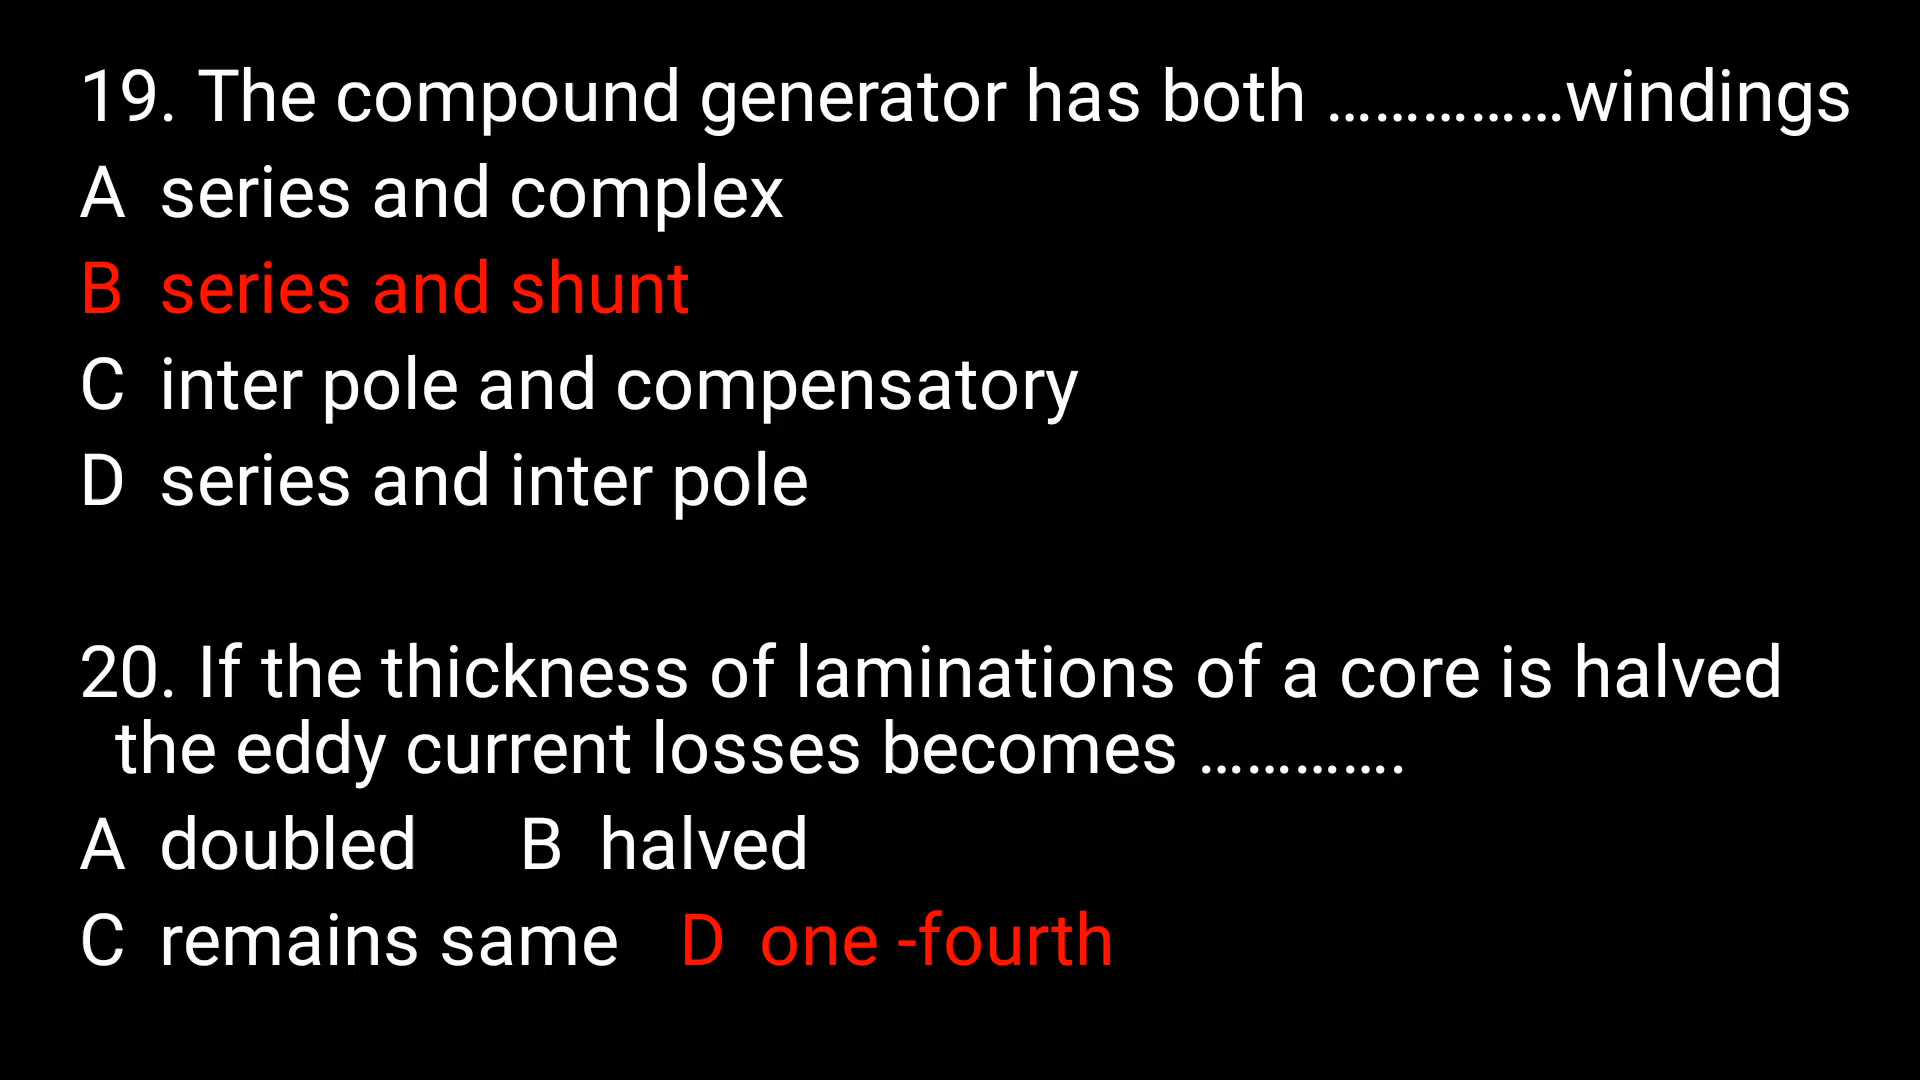 19. The compound generator has both ……………windings
A series and complex
B series and shunt
C inter pole and compensatory
D series and inter pole
20. If the thickness of laminations of a core is halved
the eddy current losses becomes ………….
A doubled B halved
C remains same D one -fourth